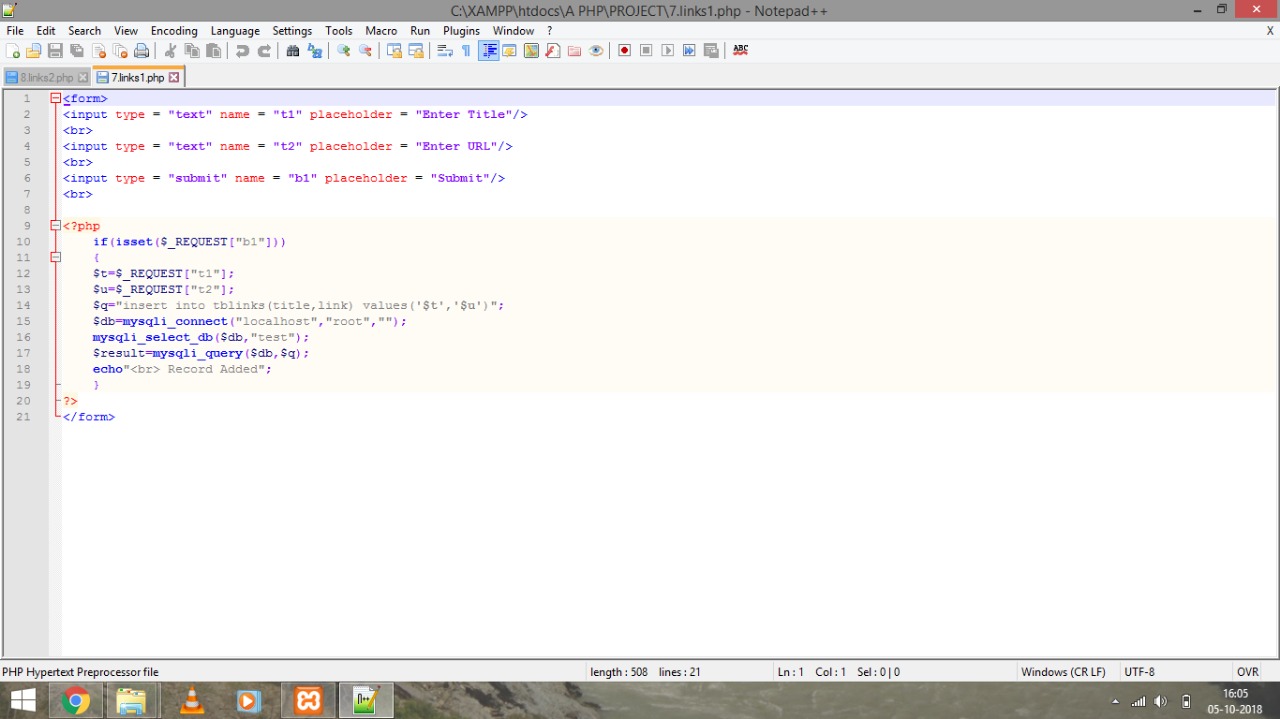 C:\XAMPP\htdocs\A PHP\PROJECT\7.links1.php - Notepad++
File Edit Search View Encoding Language Settings Tools Macro Run Plugins Window ? X
ABC
8.links2.php 7.links1.php
1 <form>
2 <input type = "text" name = "t1" placeholder = "Enter Title"/>
3 <br>
4 <input type = "text" name = "t2" placeholder = "Enter URL"/>
5 <br>
6 <input type = "submit" name = "b1" placeholder = "Submit"/>
7 <br>
8
9 <?php
10 if(isset($_REQUEST["b1"]))
11 {
12 $t=$_REQUEST["t1"];
13 $u=$_REQUEST["t2"];
14 $q="insert into tblinks(title,link) values('$t','$u')";
15 $db=mysqli_connect("localhost","root","");
16 mysqli_select_db($db,"test");
17 $result=mysqli_query($db,$q);
18 echo"<br> Record Added";
19 }
20 ?>
21 </form>
PHP Hypertext Preprocessor file length : 508 lines : 21 Ln : 1 Col : 1 Sel : 0 | 0 Windows (CR LF) UTF-8 OVR
16:05
05-10-2018